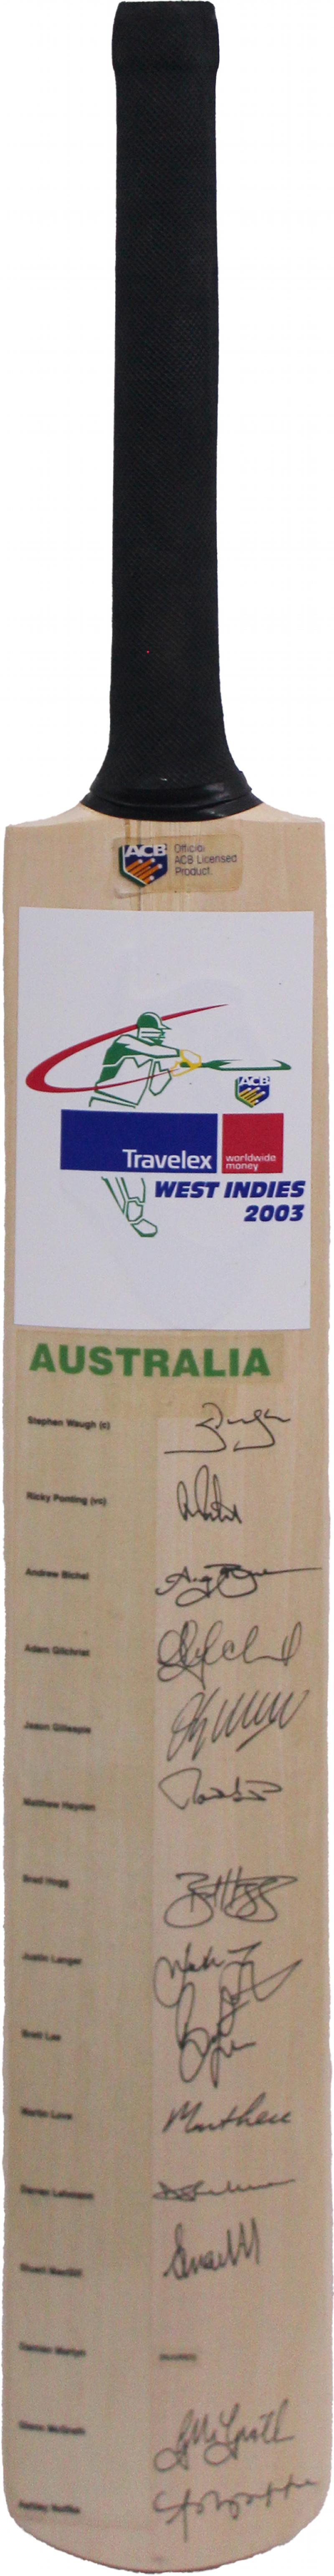 ACB
Official
ACB Licensed
Product.
ACB
Travelex
worldwide
money
WEST INDIES
2003
AUSTRALIA
Stephen Waugh (c)
Ricky Ponting (vc)
Andrew Bichel
Adam Gilchrist
Jason Gillespie
Matthew Hayden
Brad Hogg
Justin Langer
Brett Lee
Martin Love
Darren Lehmann
Stuart MacGill
Damien Martyn
Glenn McGrath
Ashley Noffke